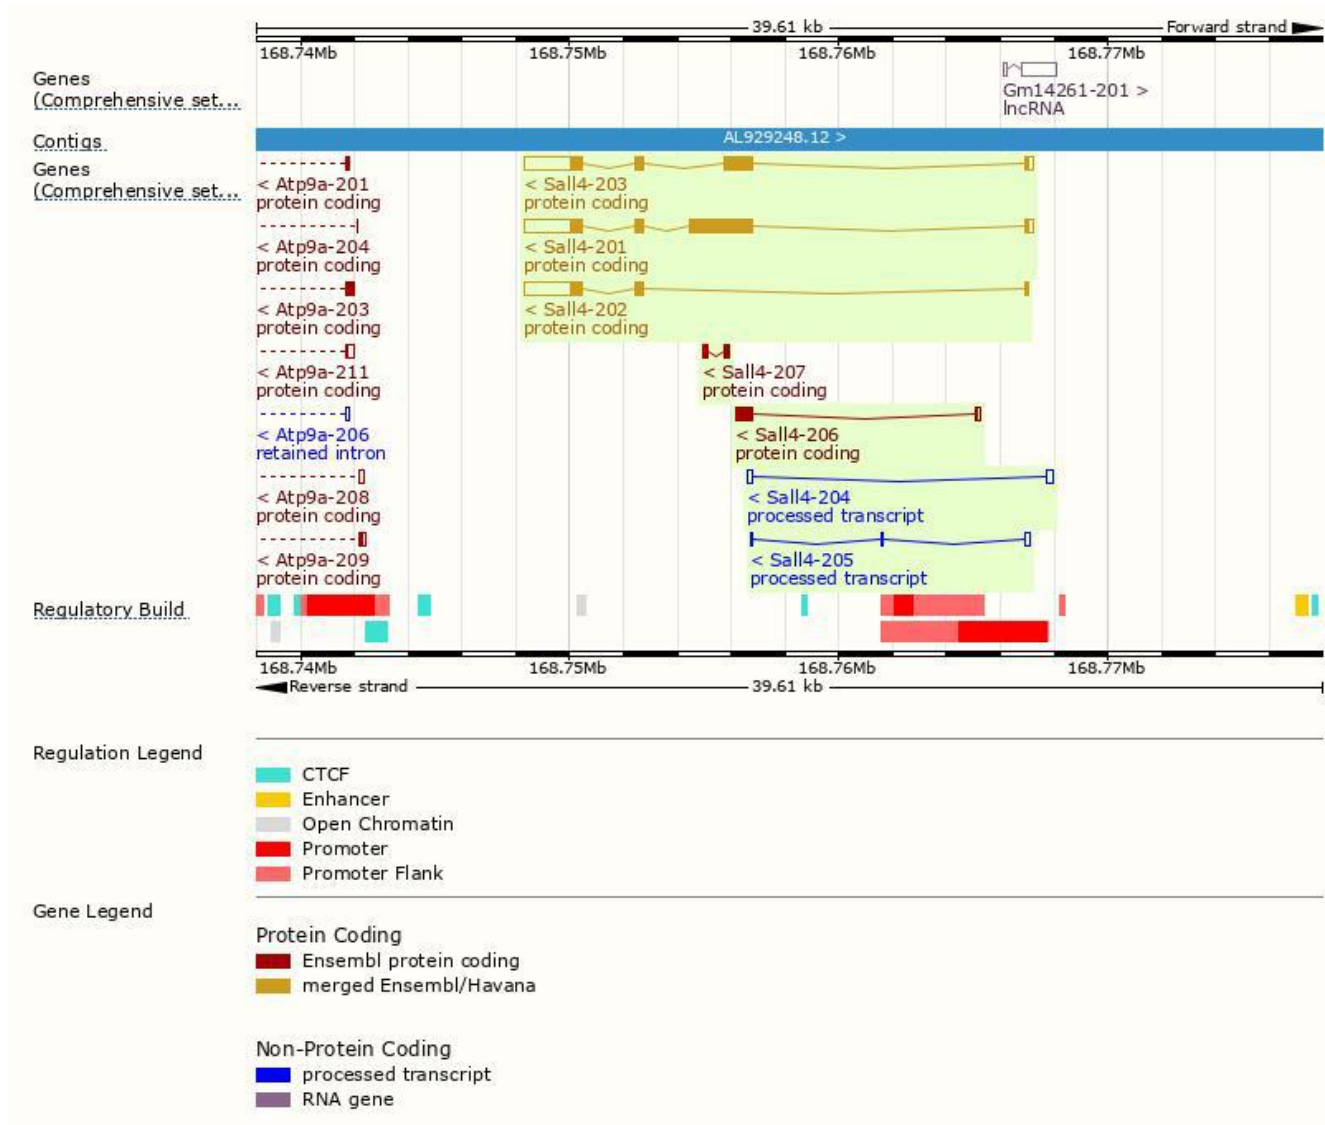 39.61 kb
Forward strand
168.74Mb 168.75Mb 168.76Mb 168.77Mb
Genes
(Comprehensive set...
Gm14261-201 >
lncRNA
Contigs
AL929248.12 >
Genes
(Comprehensive set...
< Atp9a-201
protein coding
< Sall4-203
protein coding
< Atp9a-204
protein coding
< Sall4-201
protein coding
< Atp9a-203
protein coding
< Sall4-202
protein coding
< Atp9a-211
protein coding
< Sall4-207
protein coding
< Atp9a-206
retained intron
< Sall4-206
protein coding
< Atp9a-208
protein coding
< Sall4-204
processed transcript
< Atp9a-209
protein coding
< Sall4-205
processed transcript
Regulatory Build
168.74Mb 168.75Mb 168.76Mb 168.77Mb
Reverse strand
39.61 kb
Regulation Legend
CTCF
Enhancer
Open Chromatin
Promoter
Promoter Flank
Gene Legend
Protein Coding
Ensembl protein coding
merged Ensembl/Havana
Non-Protein Coding
processed transcript
RNA gene